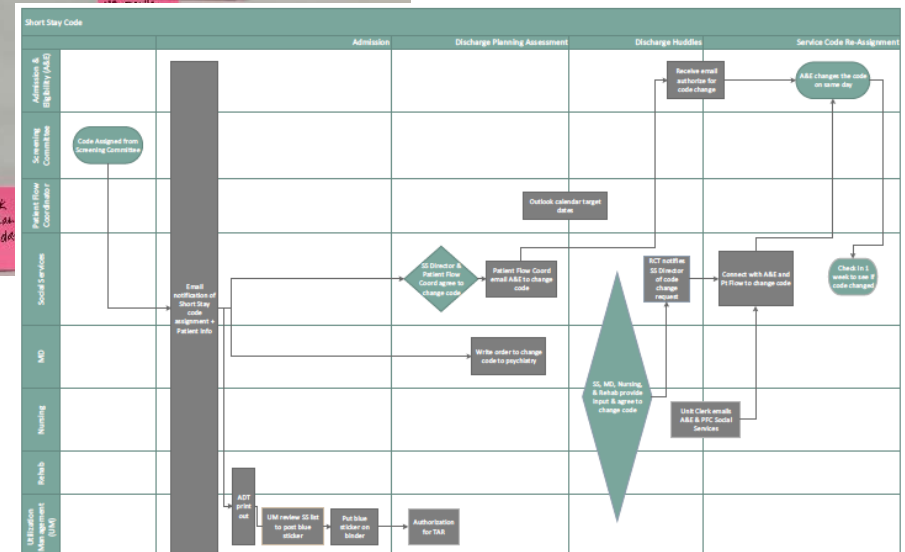 Short Stay Code
Admission
Discharge Planning Assessment
Discharge Huddles
Service Code Re-Assignment
Admission &
Eligibility (A&E)
Receive email
authorize for
code change
A&E changes the code
on same day
Screening
Committee
Code Assigned from
Screening Committee
Patient Flow
Coordinator
Outlook calendar target
dates
Social Services
Email
notification of
Short Stay
code
assignment +
Patient Info
SS Director &
Patient Flow
Coord agree to
change code
Patient Flow Coord
email A&E to change
code
RCT notifies
SS Director
of code
change
request
Connect with A&E and
Pt Flow to change code
Check in 1
week to see if
code changed
MD
Write order to change
code to psychiatry
Nursing
SS, MD, Nursing,
& Rehab provide
input & agree to
change code
Unit Clerk emails
A&E & PFC Social
Services
Rehab
Utilization
Management
(UM)
ADT
print
out
UM review SS list
to post blue
sticker
Put blue
sticker on
binder
Authorization
for TAR